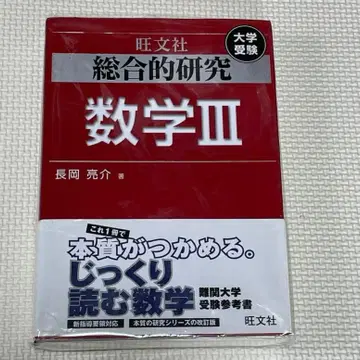 旺文社
大学
受験
総合的研究
数学III
長岡 亮介 著
これ1冊で
本質がつかめる。
じっくり
読む数学
難関大学
受験参考書
新指導要領対応
本質の研究シリーズの改訂版
旺文社